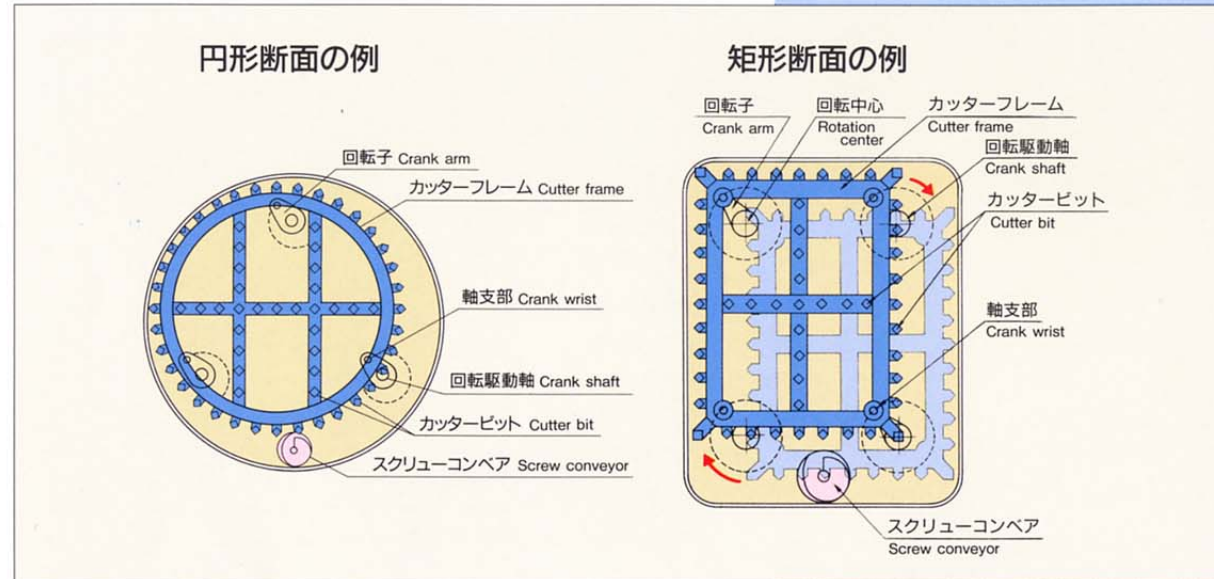 円形断面の例
回転子 Crank arm
カッターフレーム Cutter frame
軸支部 Crank wrist
回転駆動軸 Crank shaft
カッタービット Cutter bit
スクリューコンベア Screw conveyor
矩形断面の例
回転子
Crank arm
回転中心
Rotation
center
カッターフレーム
Cutter frame
回転駆動軸
Crank shaft
カッタービット
Cutter bit
軸支部
Crank wrist
スクリューコンベア
Screw conveyor